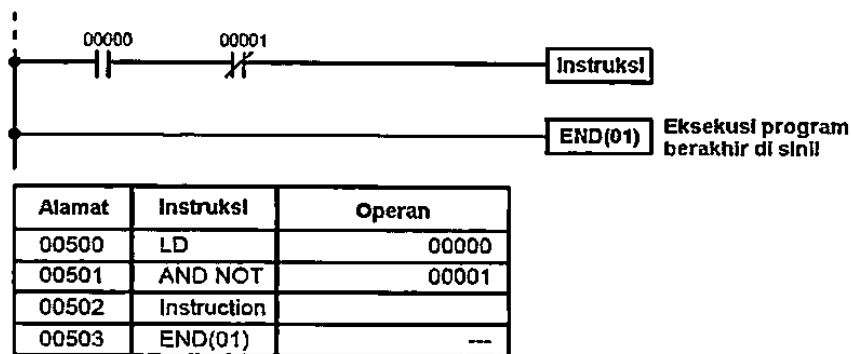 00000 00001
Instruksi
END(01) Eksekusi program
berakhir di sini!
Alamat Instruksi Operan
00500 LD 00000
00501 AND NOT 00001
00502 Instruction
00503 END(01) ---